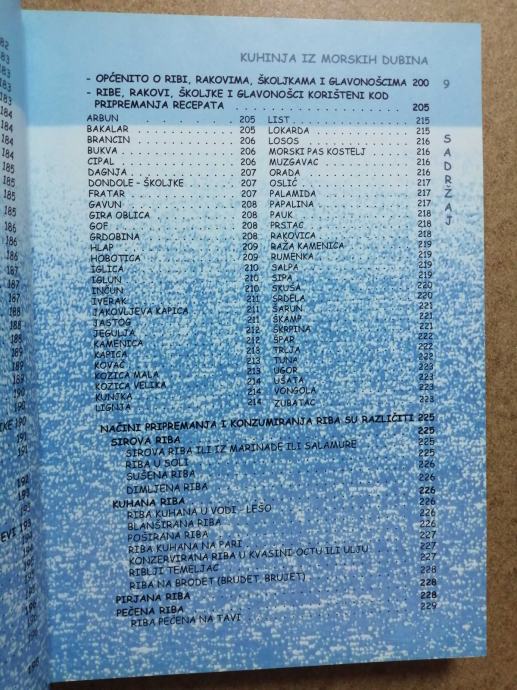 KUHINJA IZ MORSKIH DUBINA
- OPĆENITO O RIBI, RAKOVIMA, ŠKOLJKAMA I GLAVONOŠCIMA 200
- RIBE, RAKOVI, ŠKOLJKE I GLAVONOŠCI KORIŠTENI KOD
PRIPREMANJA RECEPATA 205
ARBUN 205
BAKALAR 205
BRANCIN 206
BUKVA 206
CIPAL 206
DAGNJA 207
DONDOLE - ŠKOLJKE 207
FRATAR 207
GAVUN 208
GIRA OBLICA 208
GOF 208
GRDOBINA 208
HLAP 209
HOBOTICA 209
IGLICA 210
IGLUN 210
INĆUN 210
IVERAK 211
JAKOVLJEVA KAPICA 211
JASTOG 211
JEGULJA 212
KAMENICA 212
KAPICA 213
KOVAČ 213
KOZICA MALA 213
KOZICA VELIKA 214
KUNJKA 214
LIGNJA 214
LIST 215
LOKARDA 215
LOSOS 216
MORSKI PAS KOSTELJ 216
MUZGAVAC 216
ORADA 216
OSLIĆ 217
PALAMIDA 217
PAPALINA 217
PAUK 218
PRSTAC 218
RAKOVICA 218
RAŽA KAMENICA 219
RUMENKA 219
SALPA 219
SIPA 219
SKUŠA 220
SRDELA 220
ŠARUN 221
ŠKAMP 221
ŠKRPINA 221
ŠPAR 222
TRLJA 222
TUNA 222
UGOR 223
UŠATA 223
VONGOLA 223
ZUBATAC
NAČINI PRIPREMANJA I KONZUMIRANJA RIBA SU RAZLIČITI 225
SIROVA RIBA 225
SIROVA RIBA ILI IZ MARINADE ILI SALAMURE 225
RIBA U SOLI 225
SUŠENA RIBA 226
DIMLJENA RIBA 226
KUHANA RIBA 226
RIBA KUHANA U VODI - LEŠO 226
BLANŠIRANA RIBA 226
POŠIRANA RIBA 226
RIBA KUHANA NA PARI 227
KONZERVIRANA RIBA U KVASINI OCTU ILI ULJU 227
RIBLJI TEMELJAC 227
RIBA NA BRODET (BRUDET, BRUJET) 228
PIRJANA RIBA 228
PEČENA RIBA 228
RIBA PEČENA NA TAVI 229
9
SADRŽAJ